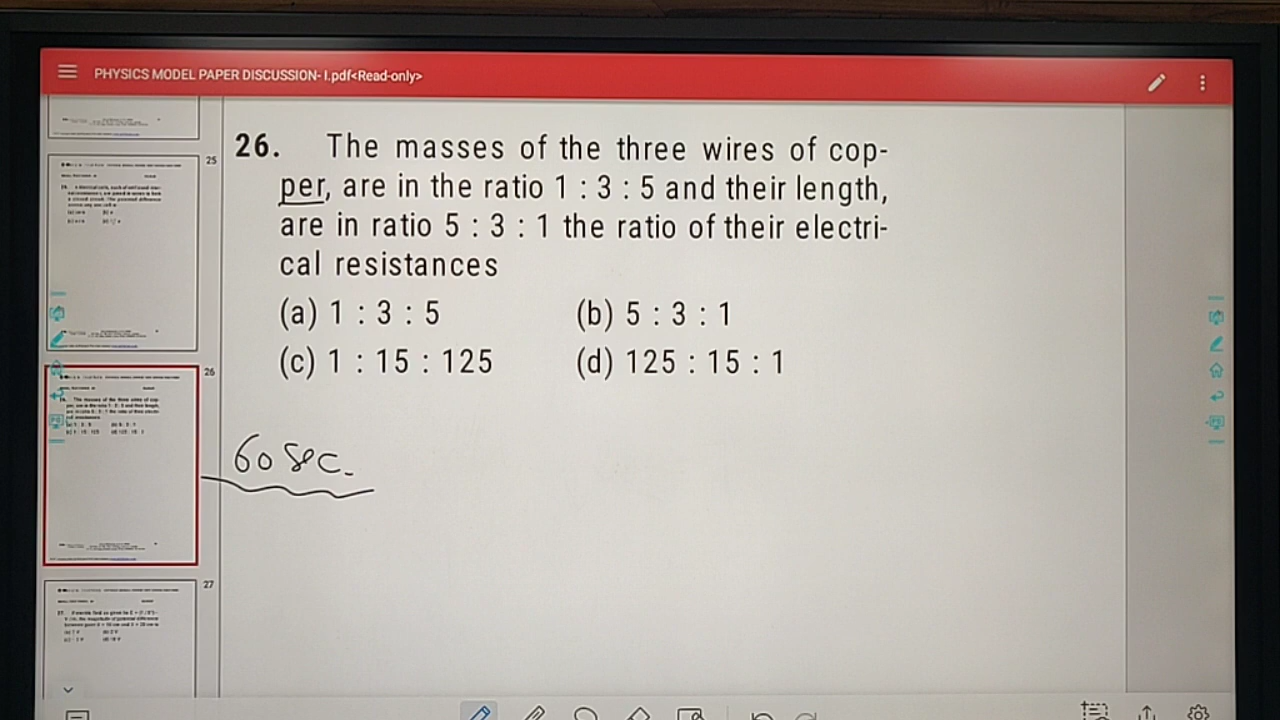 PHYSICS MODEL PAPER DISCUSSION- I.pdf<Read-only>
25
26
27
26. The masses of the three wires of cop-
per, are in the ratio 1 : 3 : 5 and their length,
are in ratio 5 : 3 : 1 the ratio of their electri-
cal resistances
(a) 1 : 3 : 5 (b) 5 : 3 : 1
(c) 1 : 15 : 125 (d) 125 : 15 : 1
60 sec.